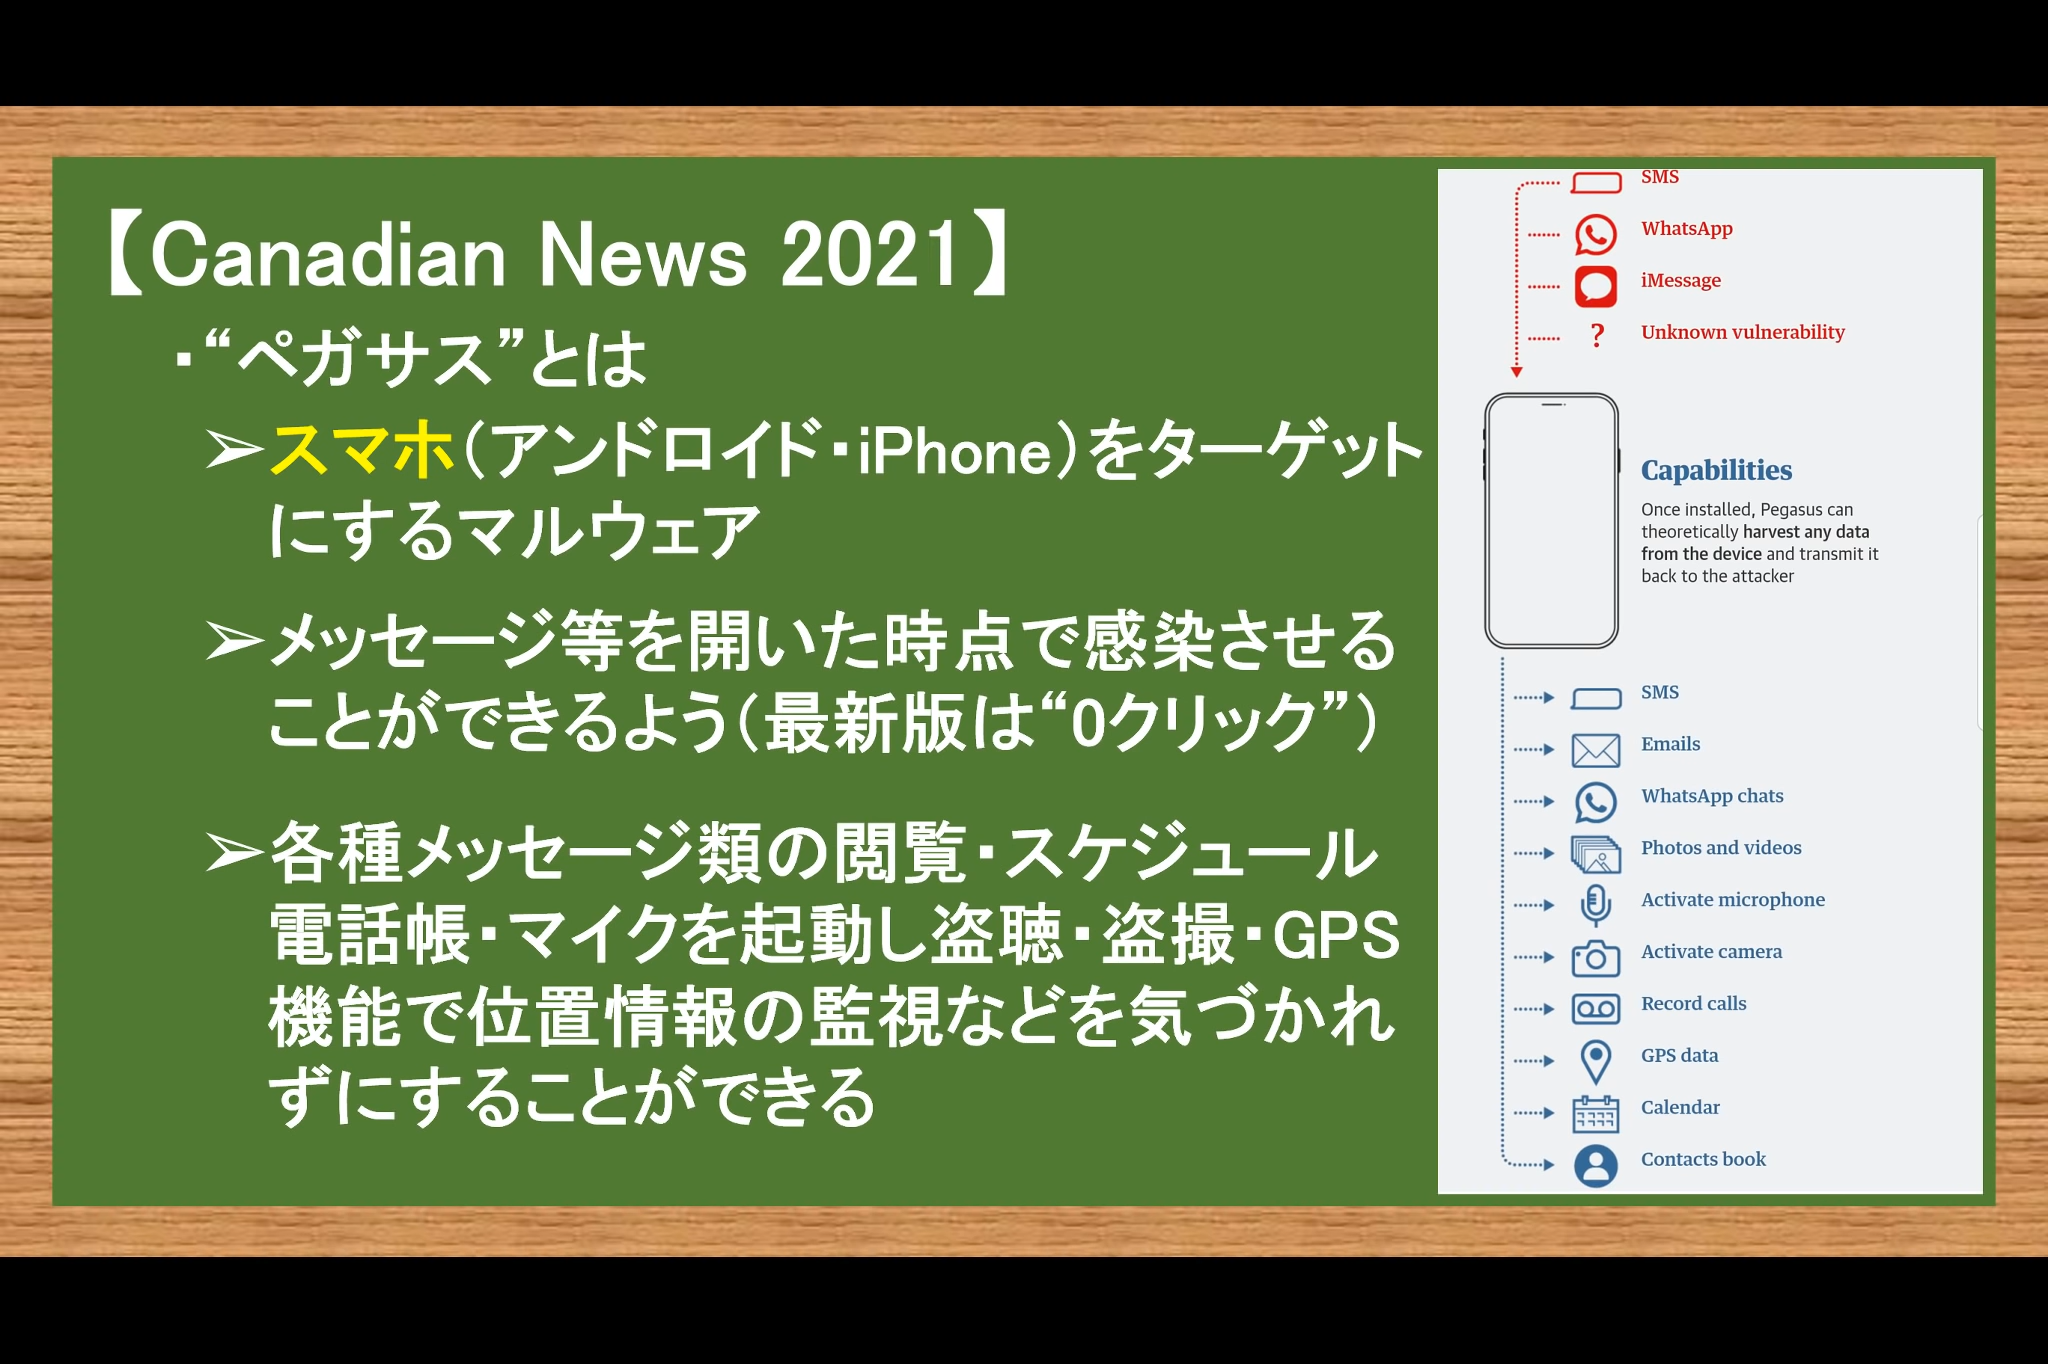 【Canadian News 2021】
・“ペガサス”とは
➢スマホ(アンドロイド・iPhone)をターゲット
にするマルウェア
➢メッセージ等を開いた時点で感染させる
ことができるよう(最新版は“0クリック”)
➢各種メッセージ類の閲覧・スケジュール
電話帳・マイクを起動し盗聴・盗撮・GPS
機能で位置情報の監視などを気づかれ
ずにすることができる
SMS
WhatsApp
iMessage
? Unknown vulnerability
Capabilities
Once installed, Pegasus can
theoretically harvest any data
from the device and transmit it
back to the attacker
SMS
Emails
WhatsApp chats
Photos and videos
Activate microphone
Activate camera
Record calls
GPS data
Calendar
Contacts book